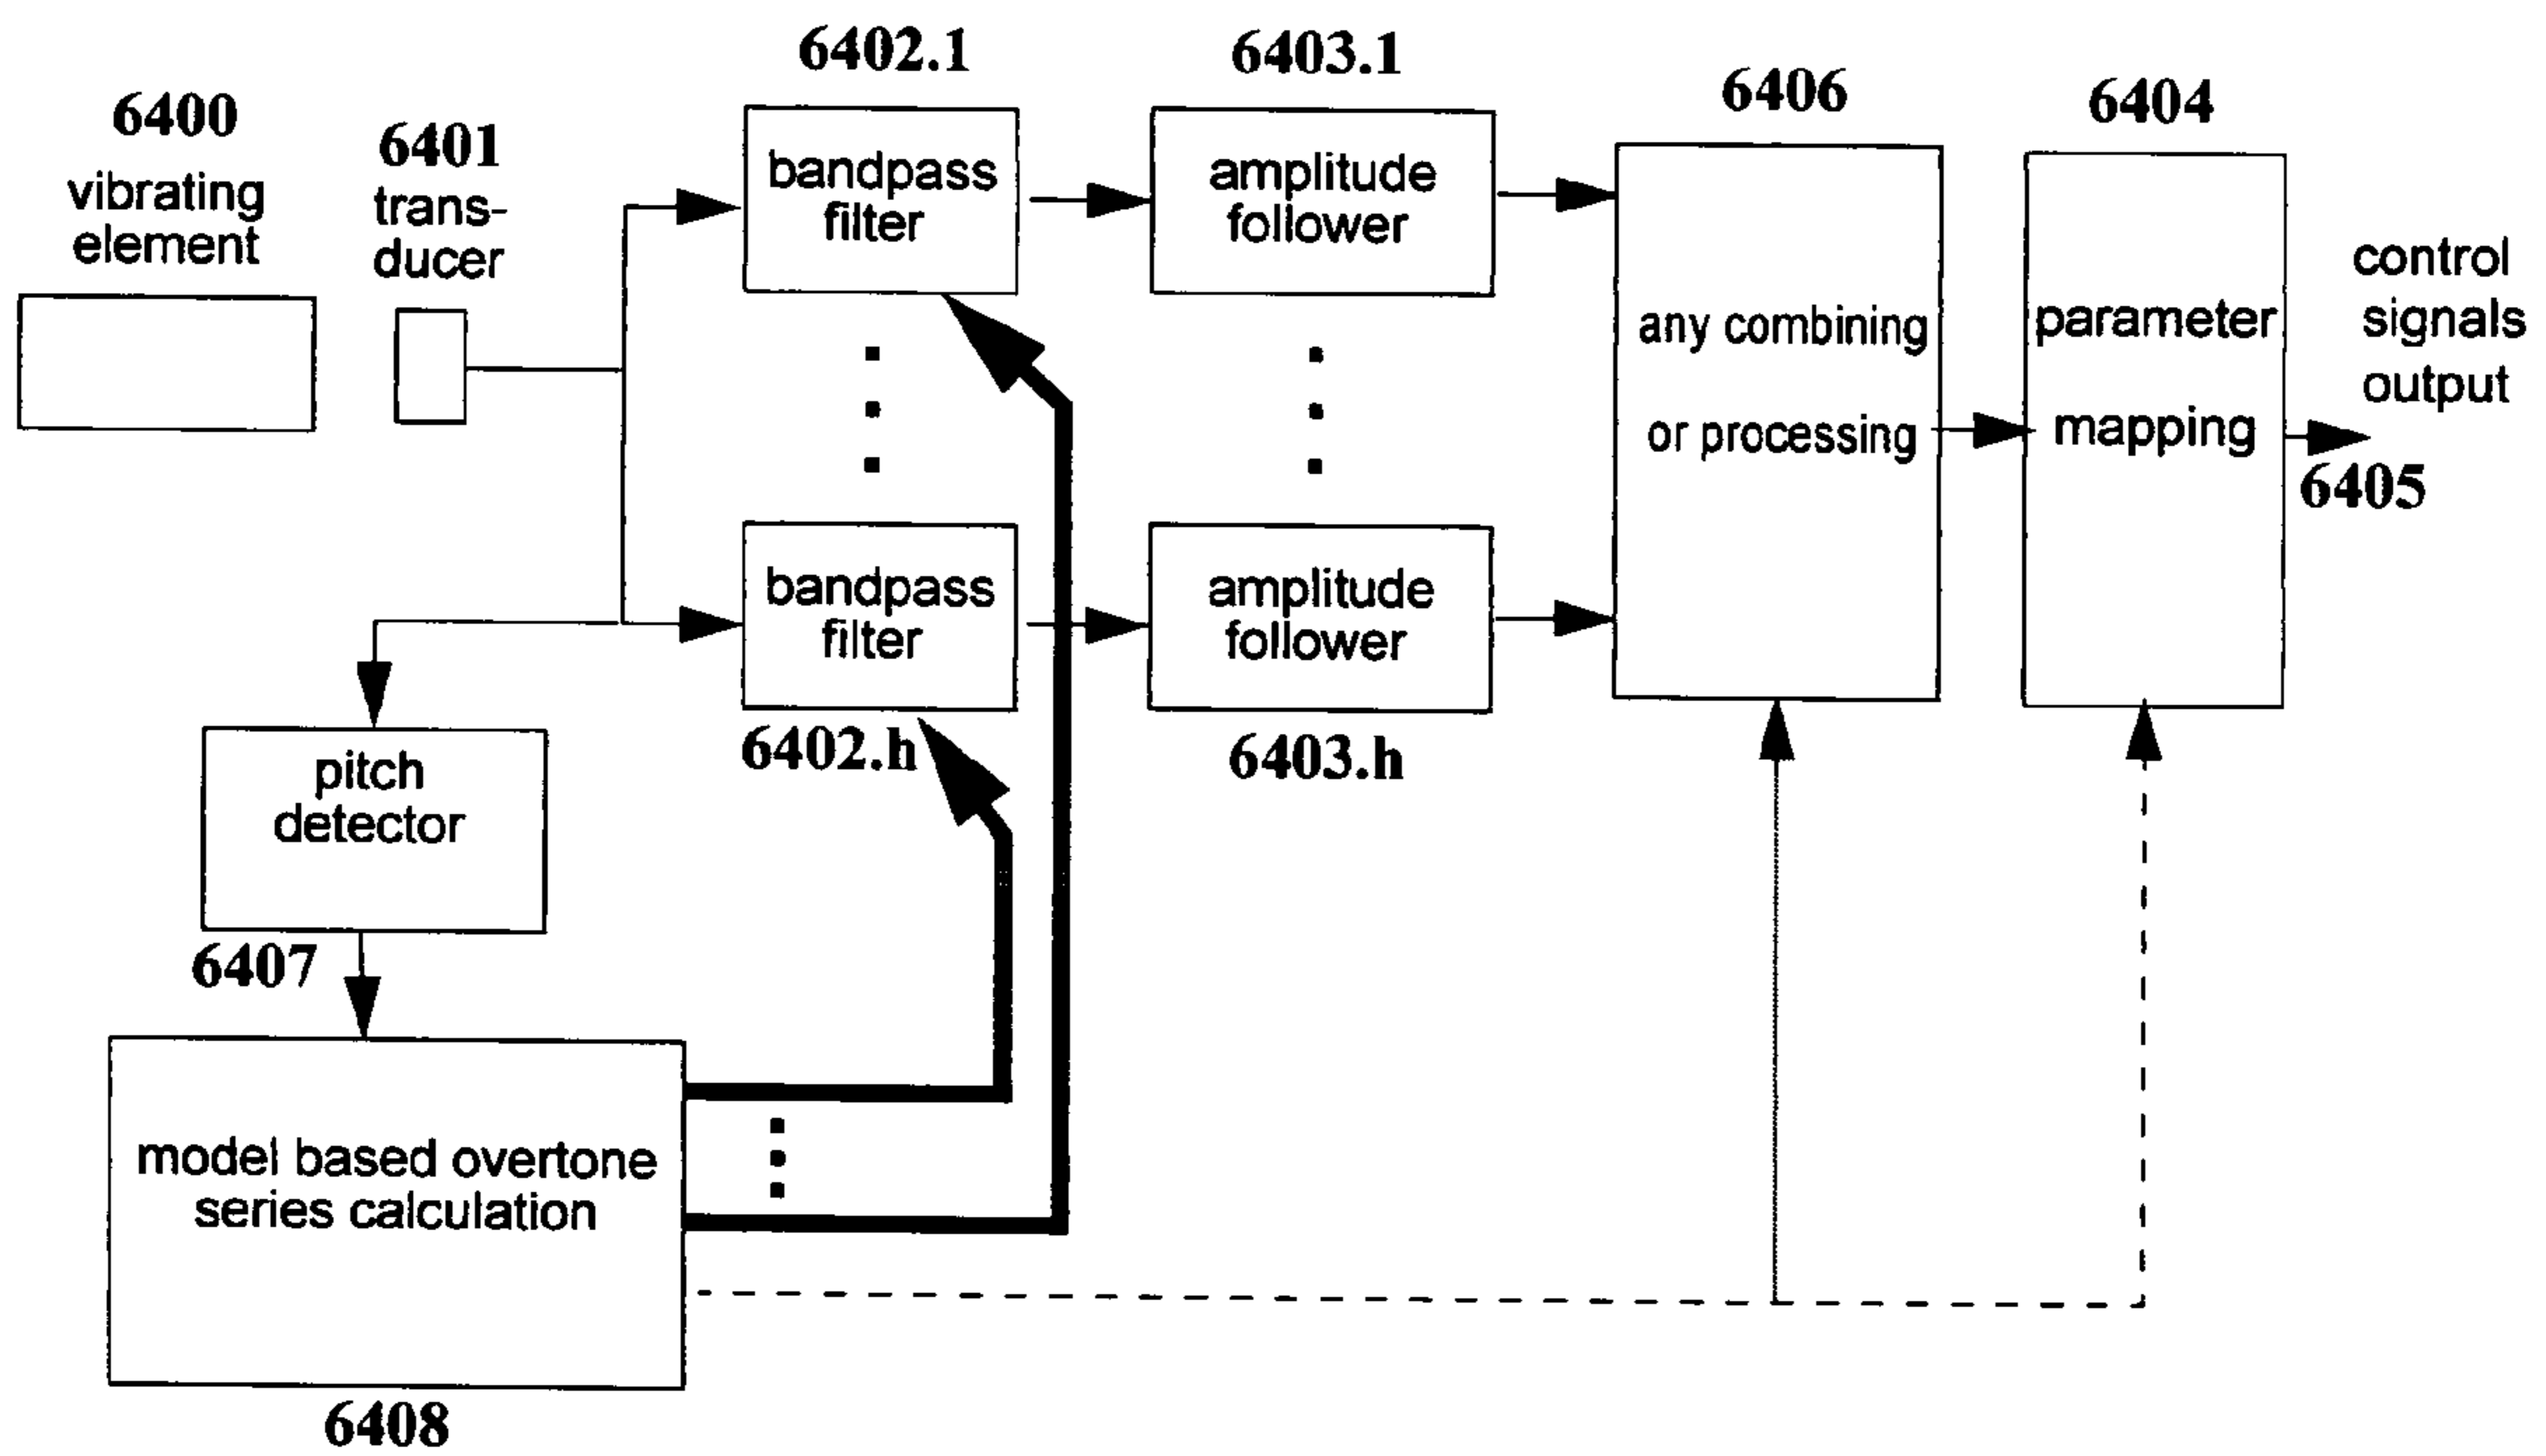 6402.1
6403.1
6400
vibrating
element
6401
trans-
ducer
bandpass
filter
amplitude
follower
6406
any combining
or processing
6404
parameter
mapping
control
signals
output
6405
bandpass
filter
6402.h
amplitude
follower
6403.h
pitch
detector
6407
model based overtone
series calculation
6408